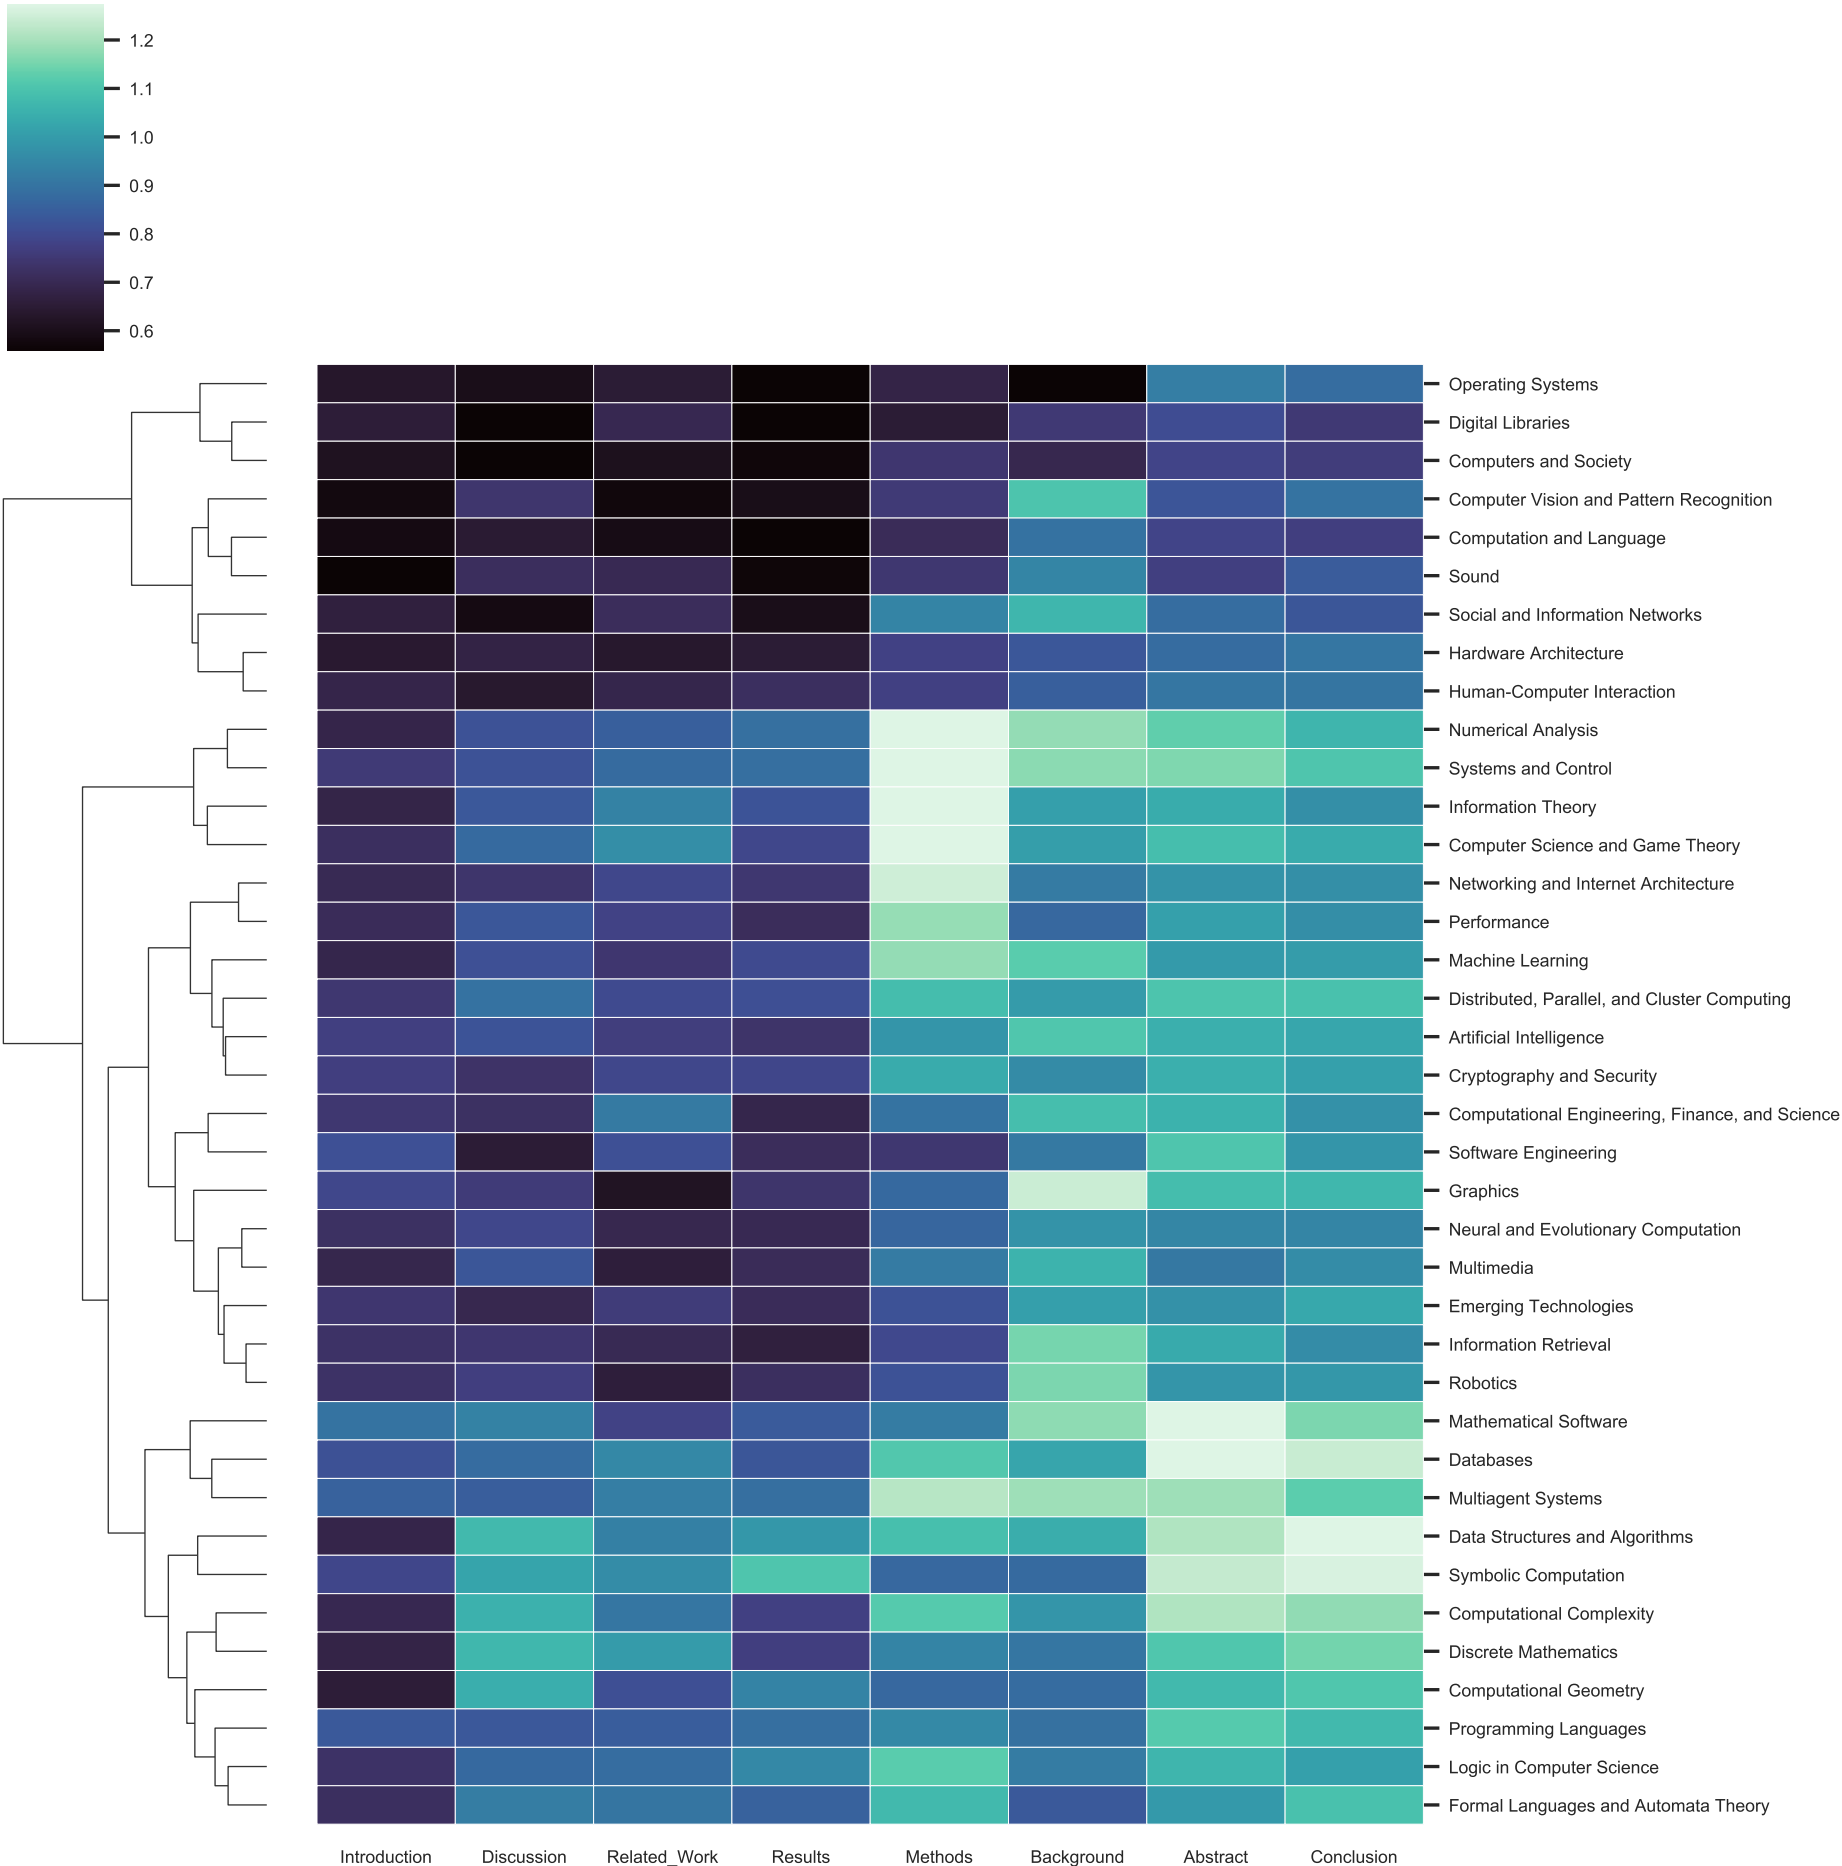 1.2
1.1
1.0
0.9
0.8
0.7
0.6
Operating Systems
Digital Libraries
Computers and Society
Computer Vision and Pattern Recognition
Computation and Language
Sound
Social and Information Networks
Hardware Architecture
Human-Computer Interaction
Numerical Analysis
Systems and Control
Information Theory
Computer Science and Game Theory
Networking and Internet Architecture
Performance
Machine Learning
Distributed, Parallel, and Cluster Computing
Artificial Intelligence
Cryptography and Security
Computational Engineering, Finance, and Science
Software Engineering
Graphics
Neural and Evolutionary Computation
Multimedia
Emerging Technologies
Information Retrieval
Robotics
Mathematical Software
Databases
Multiagent Systems
Data Structures and Algorithms
Symbolic Computation
Computational Complexity
Discrete Mathematics
Computational Geometry
Programming Languages
Logic in Computer Science
Formal Languages and Automata Theory
Introduction Discussion Related_Work Results Methods Background Abstract Conclusion